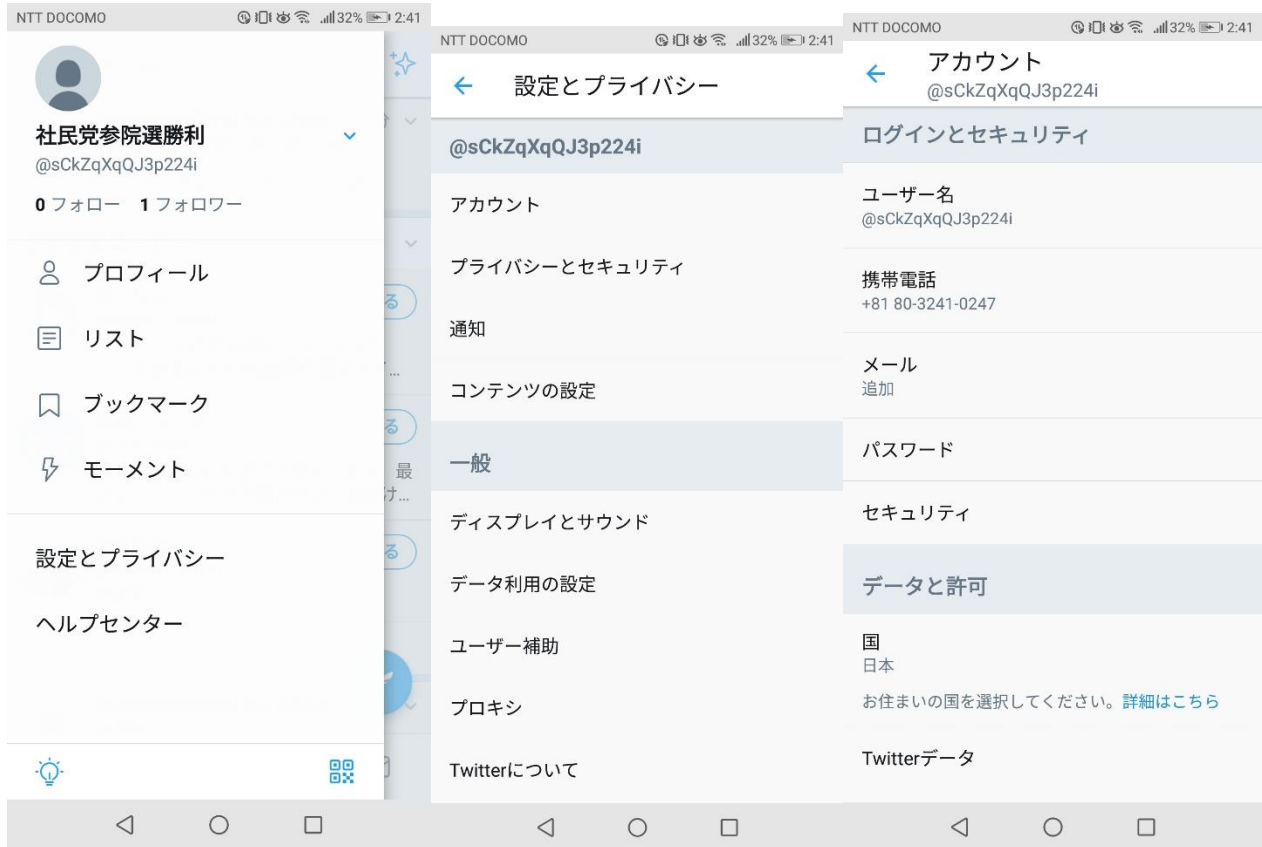 NTT DOCOMO 32% 2:41
社民党参院選勝利
@sCkZqXqQJ3p224i
0 フォロー 1 フォロワー
プロフィール
リスト
ブックマーク
モーメント
設定とプライバシー
ヘルプセンター
る
る
最
け...
る
NTT DOCOMO 32% 2:41
設定とプライバシー
@sCkZqXqQJ3p224i
アカウント
プライバシーとセキュリティ
通知
コンテンツの設定
一般
ディスプレイとサウンド
データ利用の設定
ユーザー補助
プロキシ
Twitterについて
NTT DOCOMO 32% 2:41
アカウント
@sCkZqXqQJ3p224i
ログインとセキュリティ
ユーザー名
@sCkZqXqQJ3p224i
携帯電話
+81 80-3241-0247
メール
追加
パスワード
セキュリティ
データと許可
国
日本
お住まいの国を選択してください。詳細はこちら
Twitterデータ